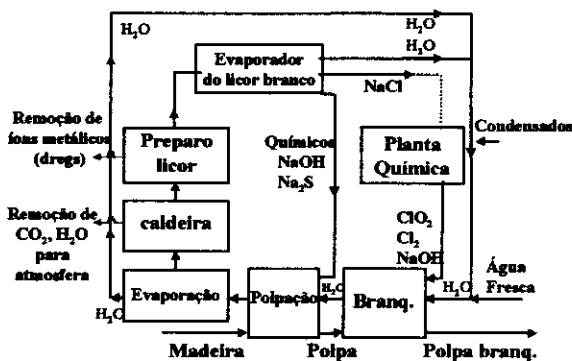 H₂O
H₂O
H₂O
Evaporador
do licor branco
NaCl
Remoção de
íoas metálicos
(drogs)
Preparo
licor
Químicos
NaOH
Na₂S
Planta
Química
Condensados
Remoção de
CO₂, H₂O
para
atmosfera
caldeira
ClO₂
Cl₂
NaOH
H₂O
Evaporação
Polpação
H₂O
Branq.
H₂O
Água
Fresca
Madeira
Polpa
Polpa branq.